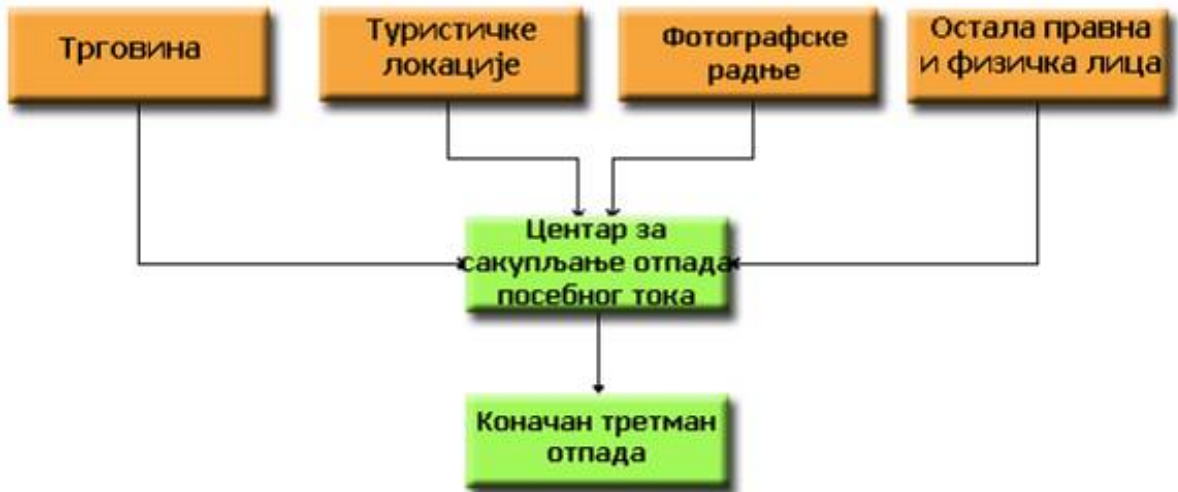 Трговина
Туристичке
локације
Фотографске
радње
Остала правна
и физичка лица
Центар за
сакупљање отпада
посебног тока
Коначан третман
отпада